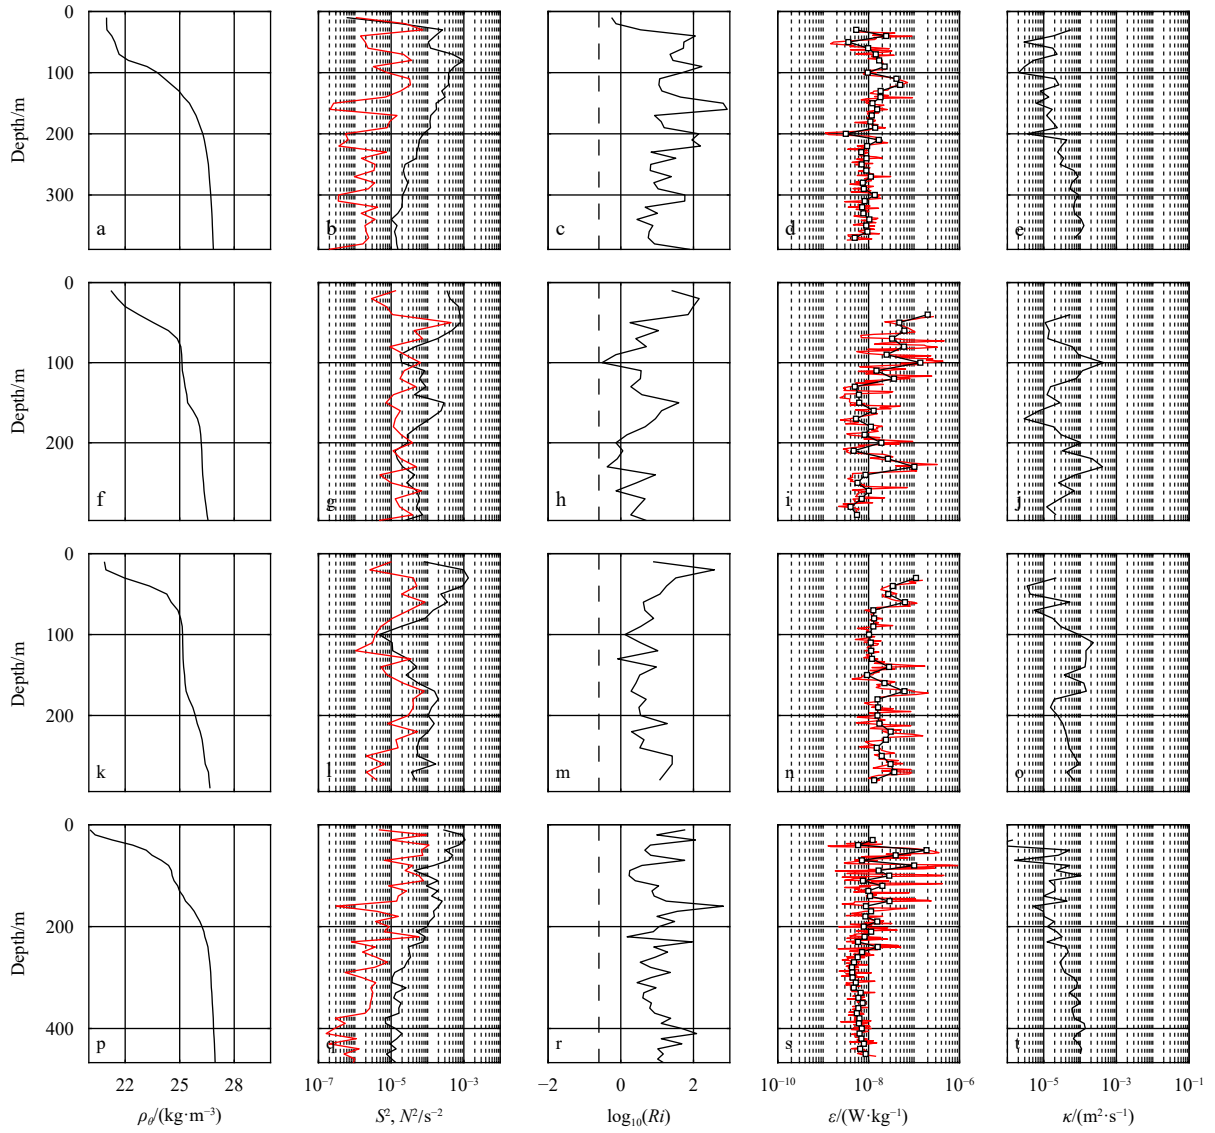 0
100
200
300
Depth/m
a
b
c
d
e
0
100
200
Depth/m
f
g
h
i
j
0
100
200
Depth/m
k
l
m
n
o
0
200
400
Depth/m
p
q
r
s
t
22 25 28
10⁻⁷ 10⁻⁵ 10⁻³
−2 0 2
10⁻¹⁰ 10⁻⁸ 10⁻⁶
10⁻⁵ 10⁻³ 10⁻¹
ρ_θ/(kg·m⁻³)
S², N²/s⁻²
log₁₀(Ri)
ε/(W·kg⁻¹)
κ/(m²·s⁻¹)